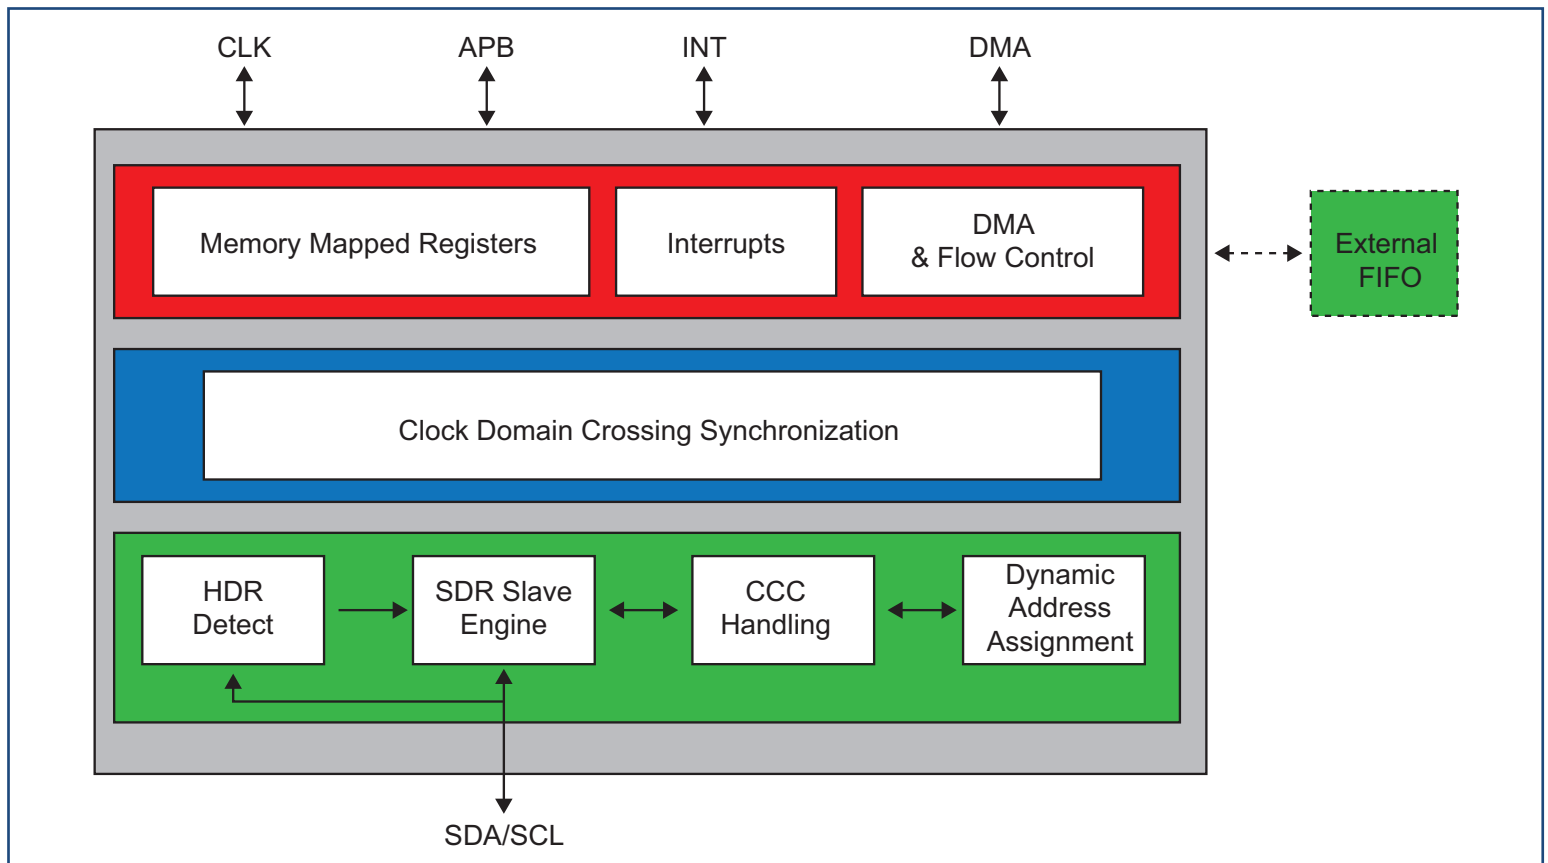 CLK
APB
INT
DMA
Memory Mapped Registers
Interrupts
DMA
& Flow Control
External
FIFO
Clock Domain Crossing Synchronization
HDR
Detect
SDR Slave
Engine
CCC
Handling
Dynamic
Address
Assignment
SDA/SCL